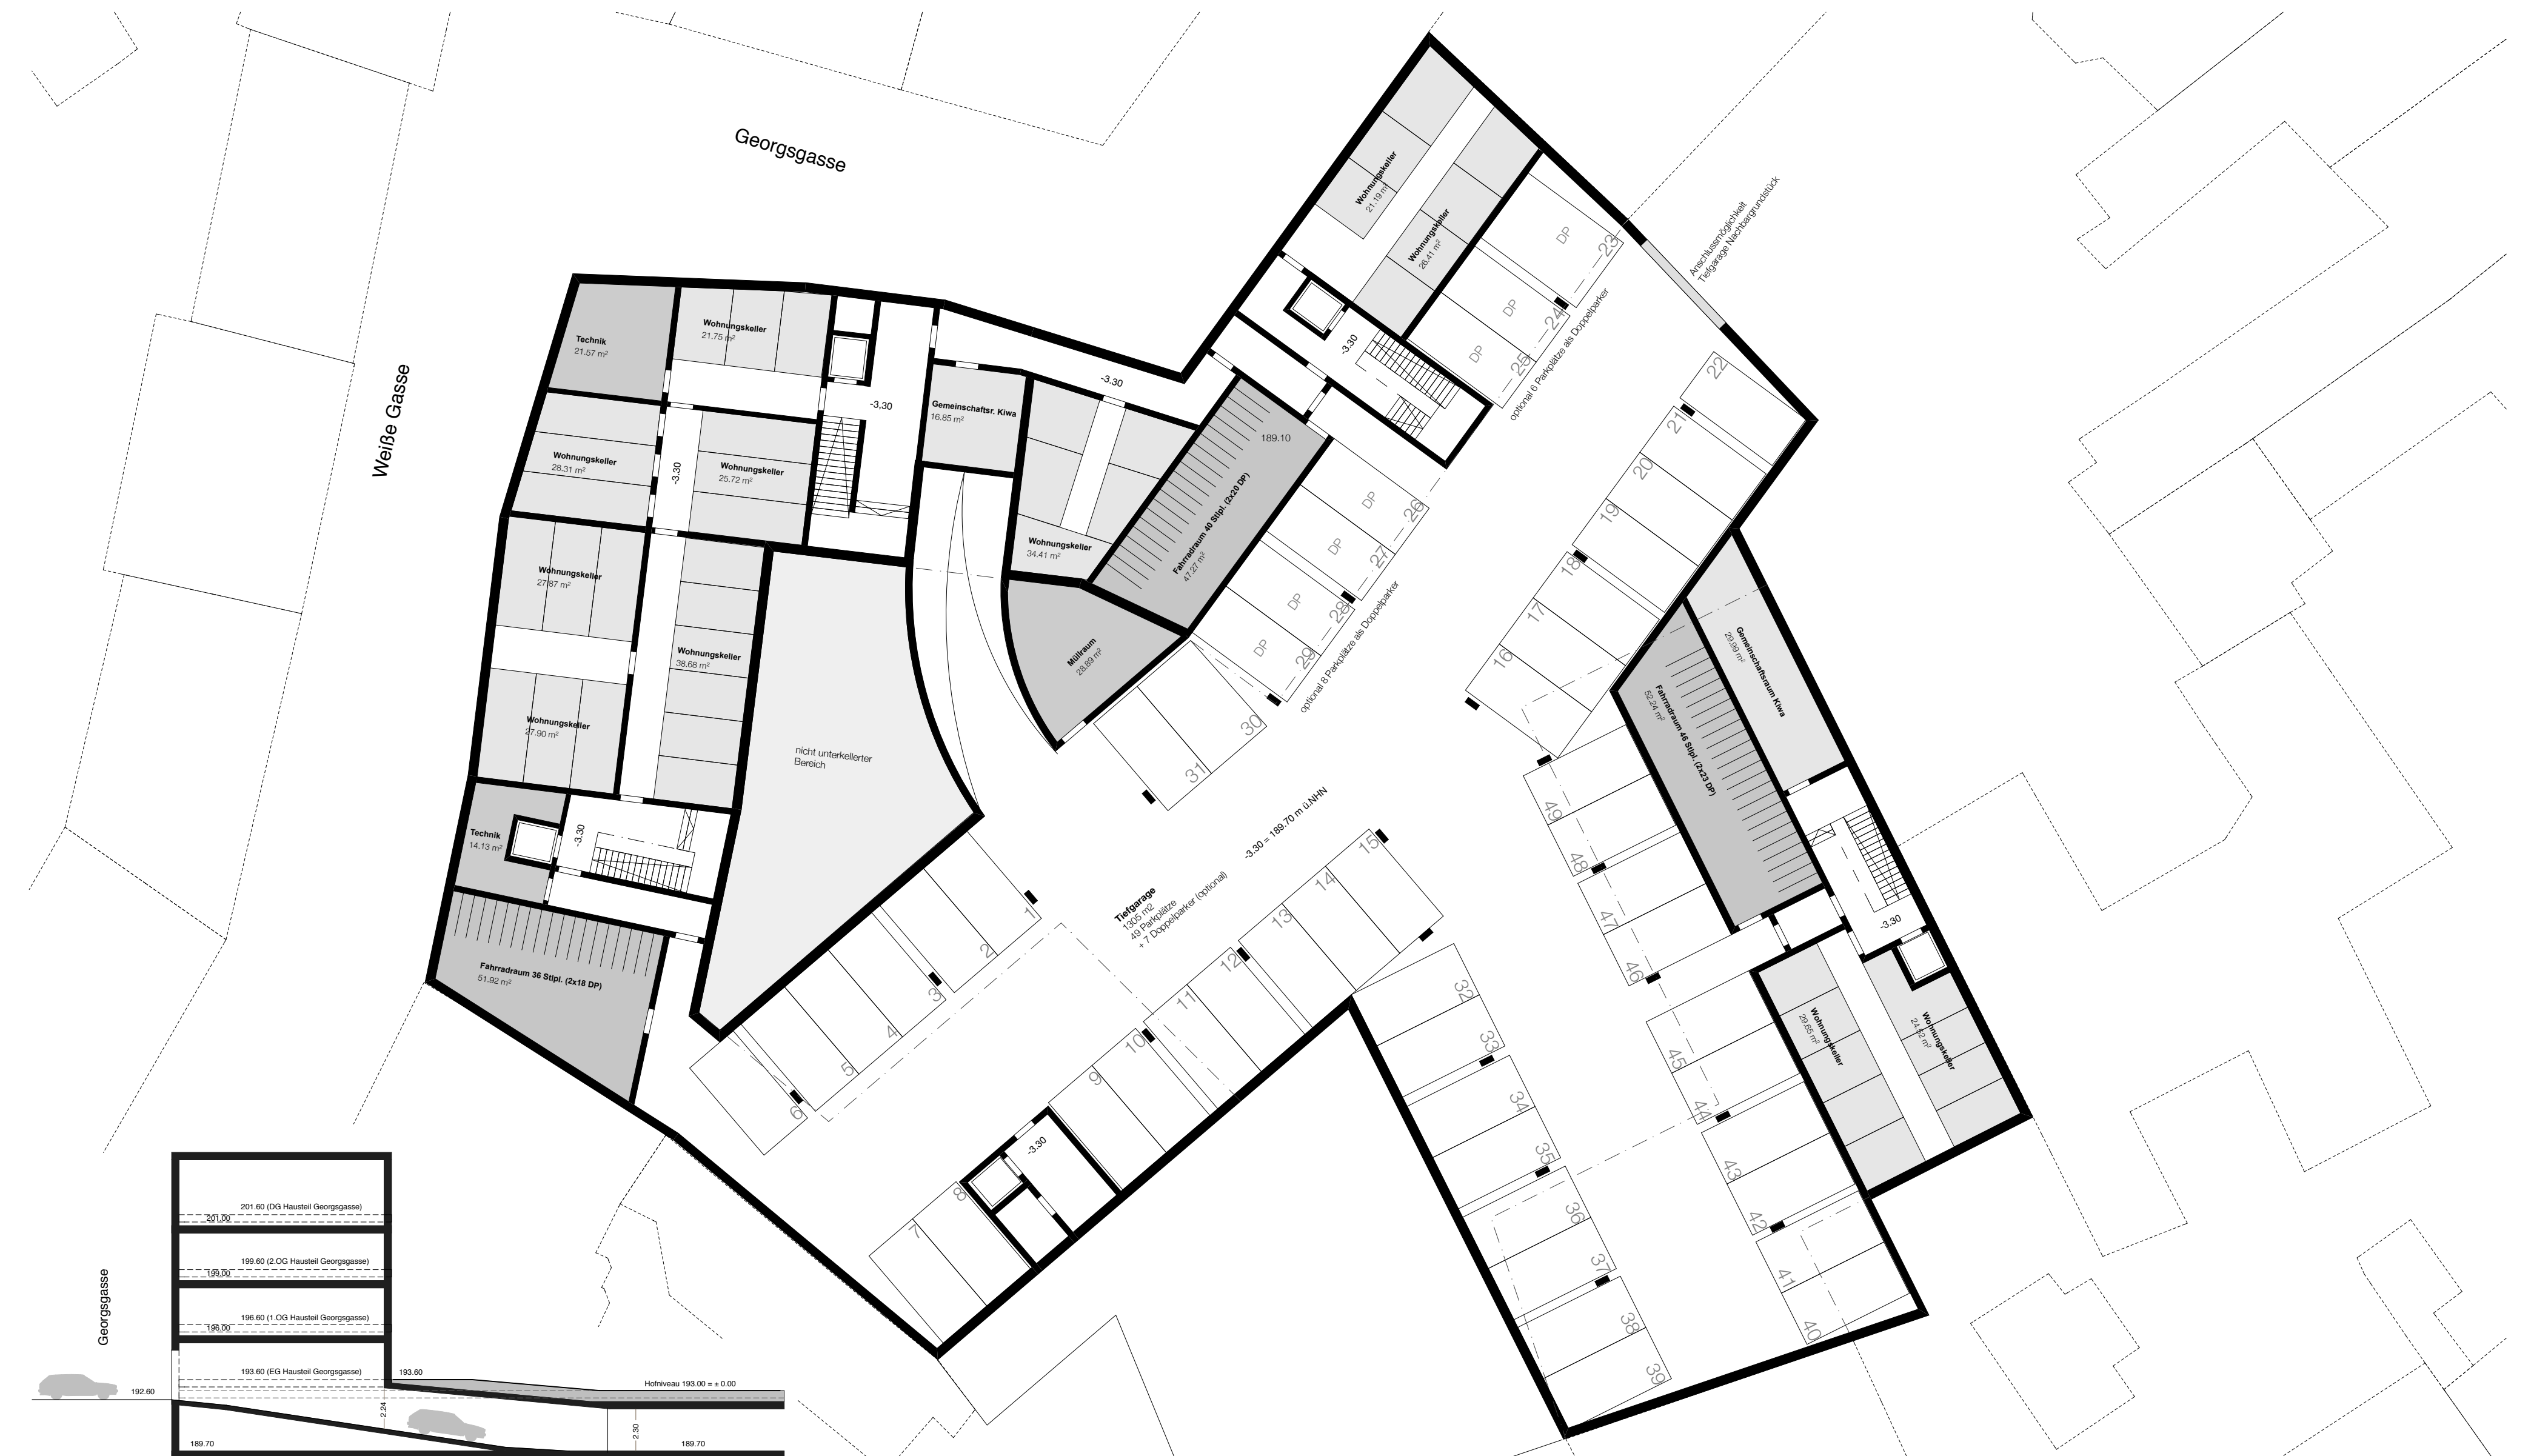 Georgsgasse
Weiße Gasse
Technik
21.57 m²
Wohnungskeller
21.75 m²
Wohnungskeller
28.31 m²
-3.30
Wohnungskeller
25.72 m²
-3,30
Gemeinschaftsr. Kiwa
16.85 m²
-3.30
Wohnungskeller
34.41 m²
189.10
Fahrradraum 40 Stlpl. (2x20 DP)
47.27 m²
Müllraum
28.89 m²
Wohnungskeller
21.19 m²
Wohnungskeller
26.41 m²
-3.30
DP
23
DP
24
DP
25
optional 6 Parkplätze als Doppelparker
Anschlussmöglichkeit
Tiefgarage Nachbargrundstück
DP
26
DP
27
DP
28
DP
29
optional 8 Parkplätze als Doppelparker
30
31
22
21
20
19
18
17
16
Wohnungskeller
27.87 m²
Wohnungskeller
38.68 m²
Wohnungskeller
27.90 m²
nicht unterkellerter
Bereich
Technik
14.13 m²
-3.30
Fahrradraum 36 Stlpl. (2x18 DP)
51.92 m²
1
2
3
4
5
6
Tiefgarage
1305 m2
49 Parkplätze
+ 7 Doppelparker (optional)
-3.30 = 189.70 m ü.NHN
15
14
13
12
11
10
9
-3.30
8
7
Gemeinschaftsraum Kiwa
29.99 m²
Fahrradraum 46 Stlpl. (2x23 DP)
52.24 m²
-3.30
Wohnungskeller
29.65 m²
Wohnungskeller
49
48
47
46
45
44
43
42
41
40
32
33
34
35
36
37
38
39
Georgsgasse
201.60 (DG Hausteil Georgsgasse)
201.00
199.60 (2.OG Hausteil Georgsgasse)
199.00
196.60 (1.OG Hausteil Georgsgasse)
196.00
193.60 (EG Hausteil Georgsgasse)
193.60
Hofniveau 193.00 = ± 0.00
192.60
2.24
2.30
189.70
189.70